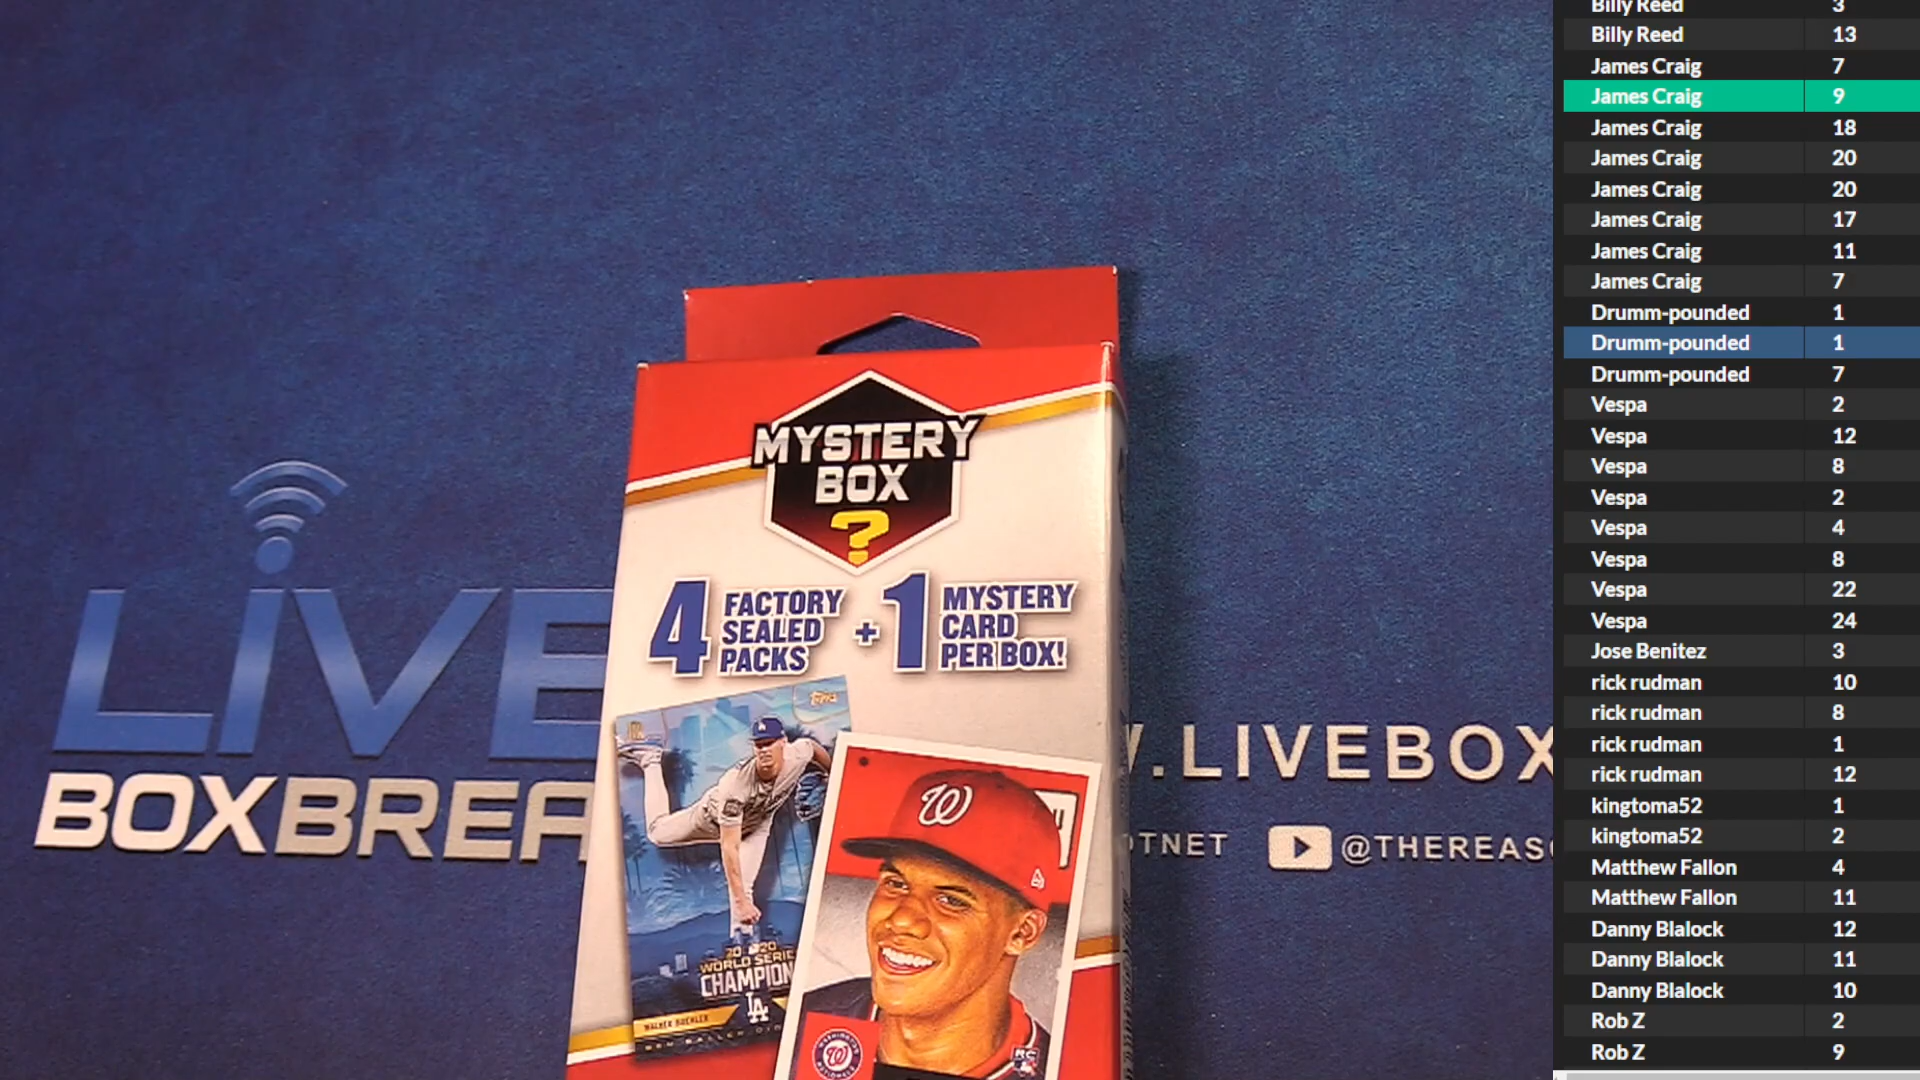 Billy Reed 3
Billy Reed 13
James Craig 7
James Craig 9
James Craig 18
James Craig 20
James Craig 20
James Craig 17
James Craig 11
James Craig 7
Drumm-pounded 1
Drumm-pounded 1
Drumm-pounded 7
Vespa 2
Vespa 12
Vespa 8
Vespa 2
Vespa 4
Vespa 8
Vespa 22
Vespa 24
Jose Benitez 3
rick rudman 10
rick rudman 8
rick rudman 1
rick rudman 12
kingtoma52 1
kingtoma52 2
Matthew Fallon 4
Matthew Fallon 11
Danny Blalock 12
Danny Blalock 11
Danny Blalock 10
Rob Z 2
Rob Z 9
MYSTERY
BOX
?
4 FACTORY SEALED PACKS + 1 MYSTERY CARD PER BOX!
Topps
2020
WORLD SERIES
CHAMPION
LA
WALKER BUEHLER
W
RC
WASHINGTON NATIONALS
LIVE
BOXBREA
W.LIVEBOX
OTNET
@THEREAS